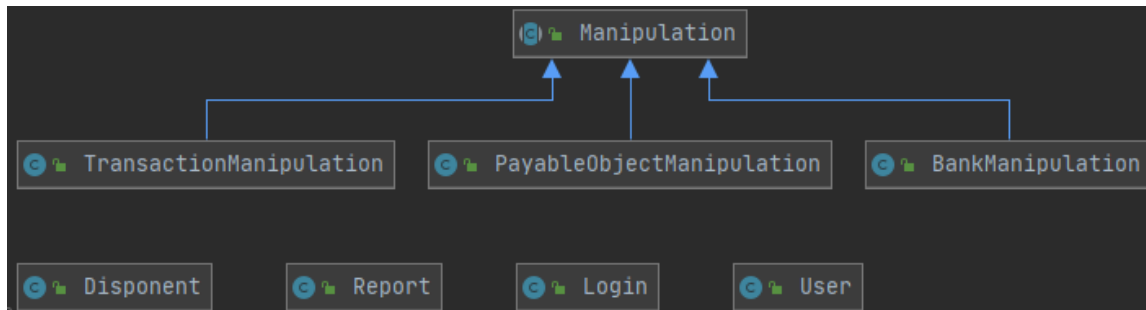 Manipulation
TransactionManipulation
PayableObjectManipulation
BankManipulation
Disponent
Report
Login
User